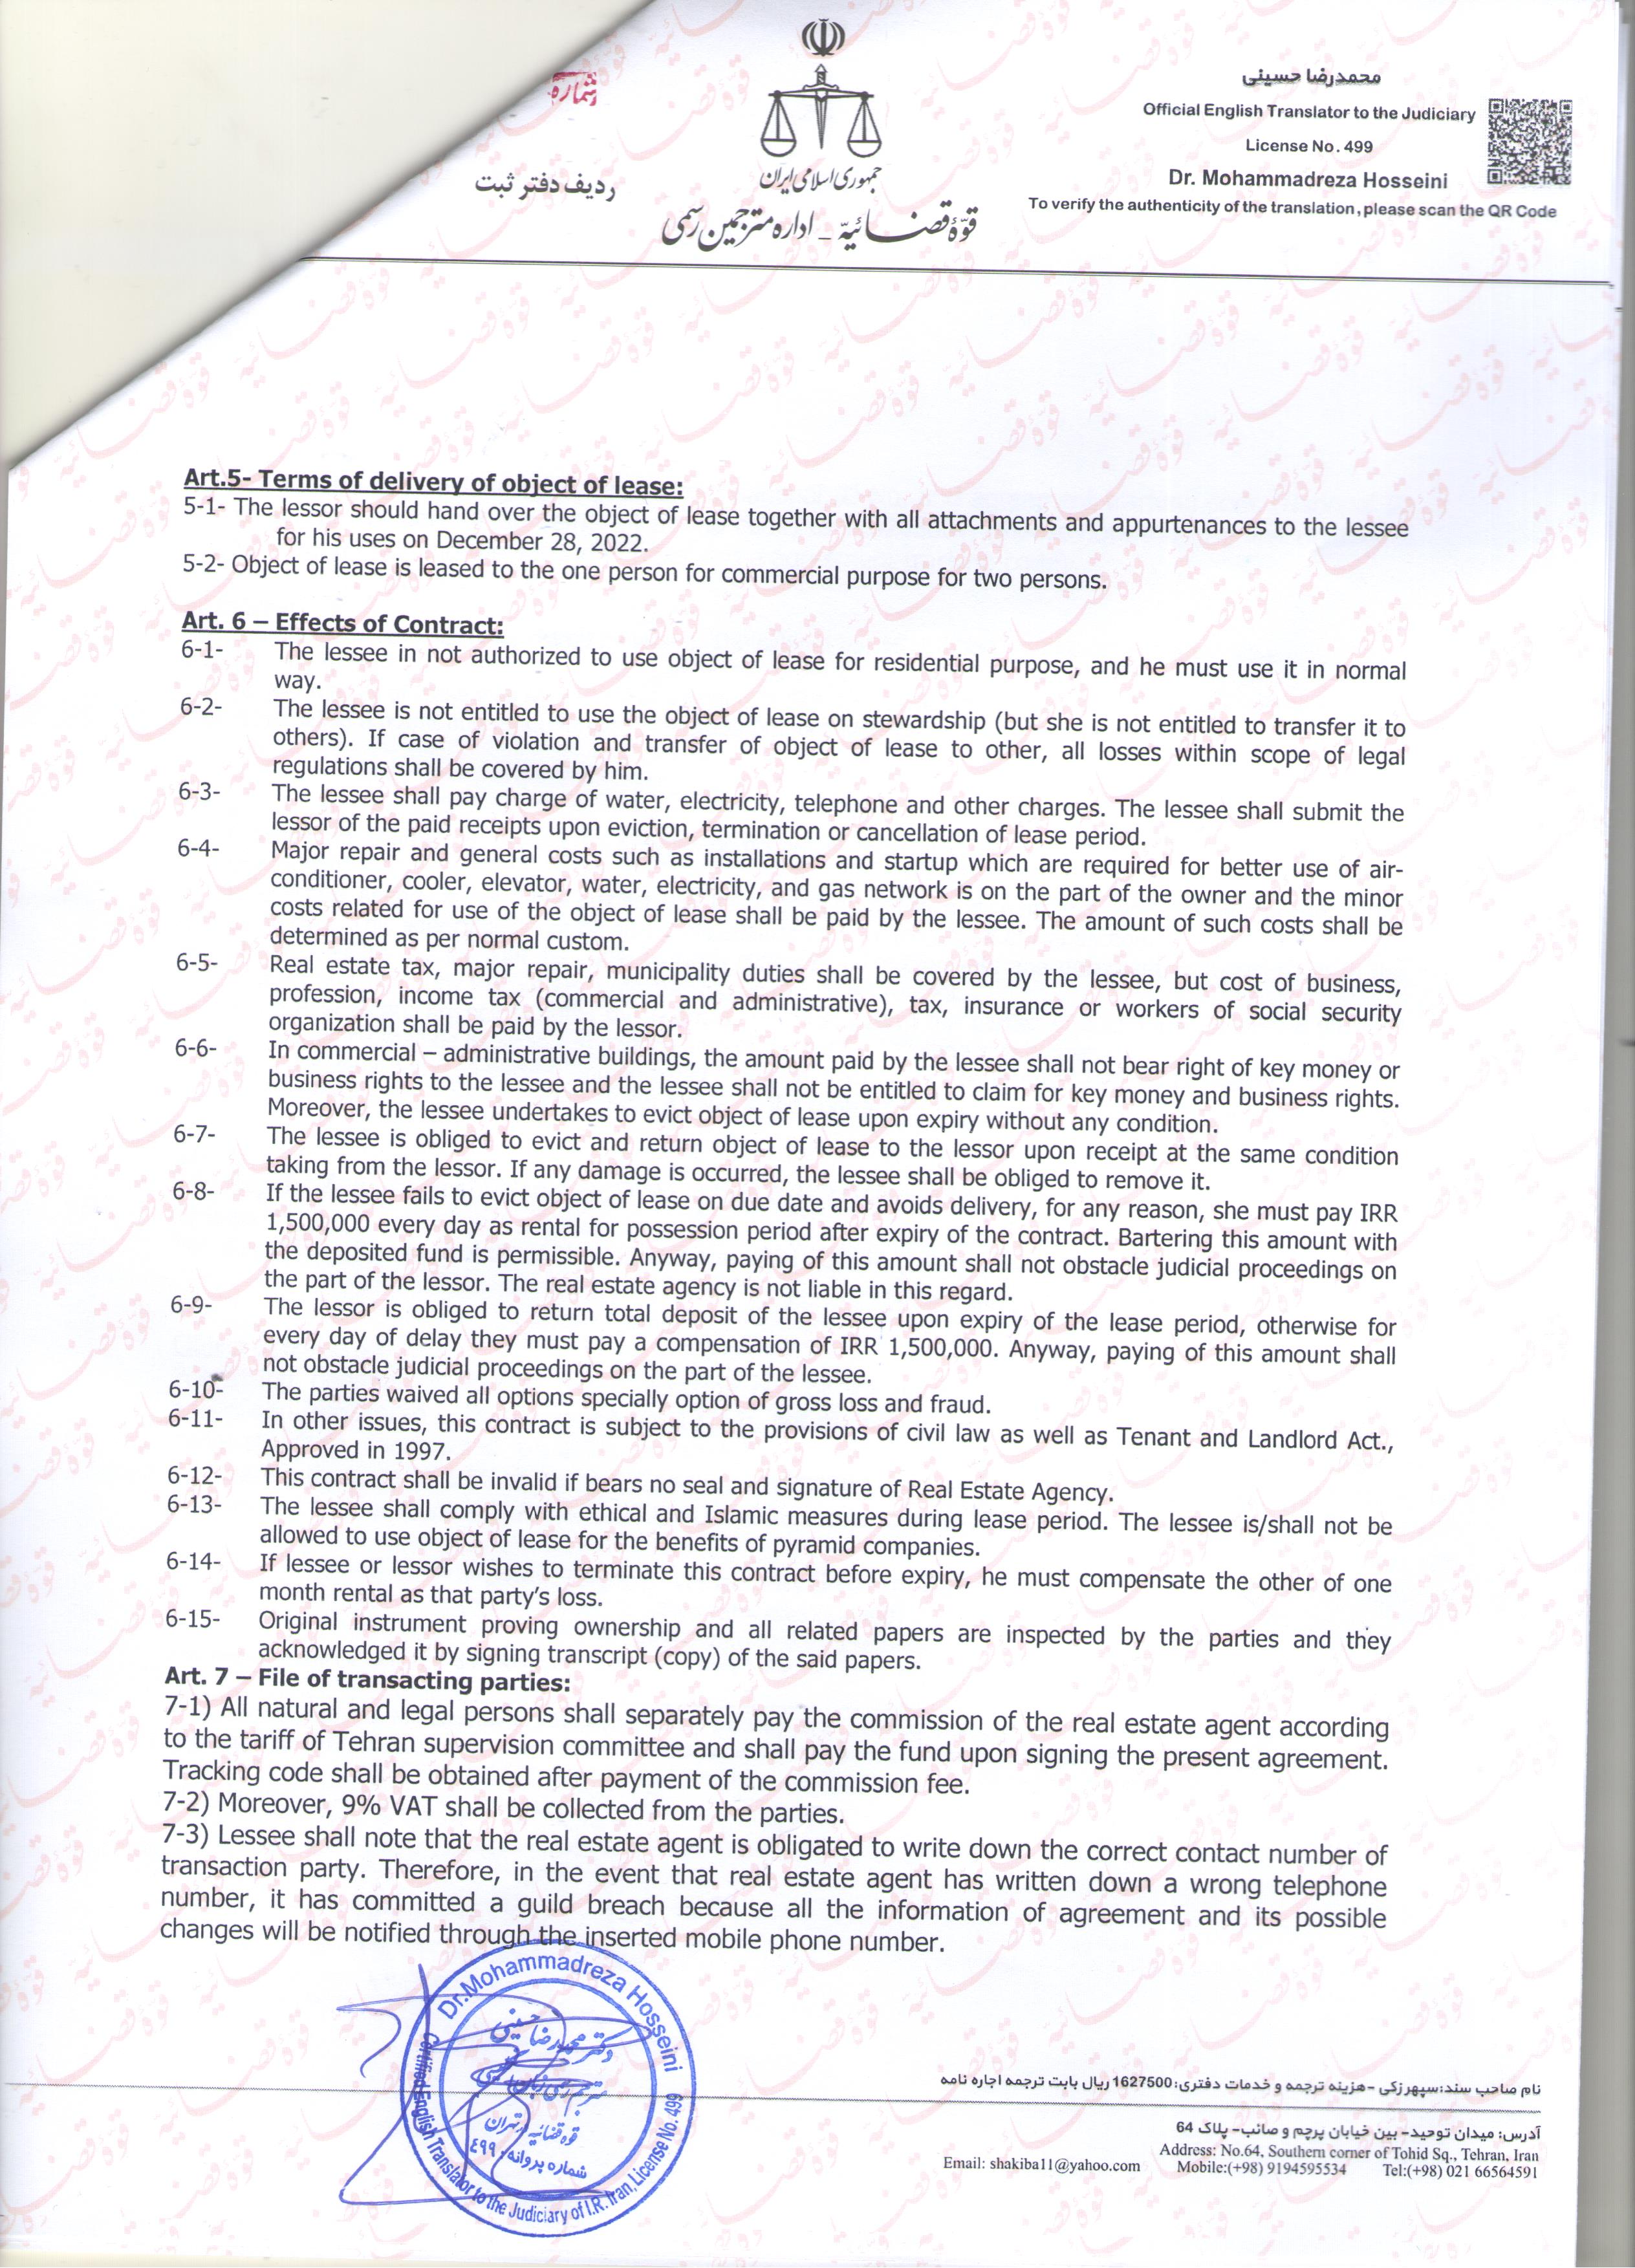 شماره
ردیف دفتر ثبت
جمهوری اسلامی ایران
قوّهٔ قضائیّه – اداره مترجمین رسمی
محمدرضا حسینی
Official English Translator to the Judiciary
License No. 499
Dr. Mohammadreza Hosseini
To verify the authenticity of the translation, please scan the QR Code
Art.5- Terms of delivery of object of lease:
5-1- The lessor should hand over the object of lease together with all attachments and appurtenances to the lessee
for his uses on December 28, 2022.
5-2- Object of lease is leased to the one person for commercial purpose for two persons.
Art. 6 – Effects of Contract:
6-1- The lessee in not authorized to use object of lease for residential purpose, and he must use it in normal
way.
6-2- The lessee is not entitled to use the object of lease on stewardship (but she is not entitled to transfer it to
others). If case of violation and transfer of object of lease to other, all losses within scope of legal
regulations shall be covered by him.
6-3- The lessee shall pay charge of water, electricity, telephone and other charges. The lessee shall submit the
lessor of the paid receipts upon eviction, termination or cancellation of lease period.
6-4- Major repair and general costs such as installations and startup which are required for better use of air-
conditioner, cooler, elevator, water, electricity, and gas network is on the part of the owner and the minor
costs related for use of the object of lease shall be paid by the lessee. The amount of such costs shall be
determined as per normal custom.
6-5- Real estate tax, major repair, municipality duties shall be covered by the lessee, but cost of business,
profession, income tax (commercial and administrative), tax, insurance or workers of social security
organization shall be paid by the lessor.
6-6- In commercial – administrative buildings, the amount paid by the lessee shall not bear right of key money or
business rights to the lessee and the lessee shall not be entitled to claim for key money and business rights.
Moreover, the lessee undertakes to evict object of lease upon expiry without any condition.
6-7- The lessee is obliged to evict and return object of lease to the lessor upon receipt at the same condition
taking from the lessor. If any damage is occurred, the lessee shall be obliged to remove it.
6-8- If the lessee fails to evict object of lease on due date and avoids delivery, for any reason, she must pay IRR
1,500,000 every day as rental for possession period after expiry of the contract. Bartering this amount with
the deposited fund is permissible. Anyway, paying of this amount shall not obstacle judicial proceedings on
the part of the lessor. The real estate agency is not liable in this regard.
6-9- The lessor is obliged to return total deposit of the lessee upon expiry of the lease period, otherwise for
every day of delay they must pay a compensation of IRR 1,500,000. Anyway, paying of this amount shall
not obstacle judicial proceedings on the part of the lessee.
6-10- The parties waived all options specially option of gross loss and fraud.
6-11- In other issues, this contract is subject to the provisions of civil law as well as Tenant and Landlord Act.,
Approved in 1997.
6-12- This contract shall be invalid if bears no seal and signature of Real Estate Agency.
6-13- The lessee shall comply with ethical and Islamic measures during lease period. The lessee is/shall not be
allowed to use object of lease for the benefits of pyramid companies.
6-14- If lessee or lessor wishes to terminate this contract before expiry, he must compensate the other of one
month rental as that party's loss.
6-15- Original instrument proving ownership and all related papers are inspected by the parties and they
acknowledged it by signing transcript (copy) of the said papers.
Art. 7 – File of transacting parties:
7-1) All natural and legal persons shall separately pay the commission of the real estate agent according
to the tariff of Tehran supervision committee and shall pay the fund upon signing the present agreement.
Tracking code shall be obtained after payment of the commission fee.
7-2) Moreover, 9% VAT shall be collected from the parties.
7-3) Lessee shall note that the real estate agent is obligated to write down the correct contact number of
transaction party. Therefore, in the event that real estate agent has written down a wrong telephone
number, it has committed a guild breach because all the information of agreement and its possible
changes will be notified through the inserted mobile phone number.
Dr.Mohammadreza Hosseini
Certified English Translator to the Judiciary of I.R. Iran, License No. 499
دکتر محمدرضا حسینی
قوه قضائیه تهران
شماره پروانه: ٤٩٩
نام صاحب سند:سپهر زکی -هزینه ترجمه و خدمات دفتری:1627500 ریال بابت ترجمه اجاره نامه
آدرس: میدان توحید- بین خیابان پرچم و صائب- پلاک 64
Address: No.64, Southern corner of Tohid Sq., Tehran, Iran
Email: shakiba11@yahoo.com Mobile:(+98) 9194595534 Tel:(+98) 021 66564591